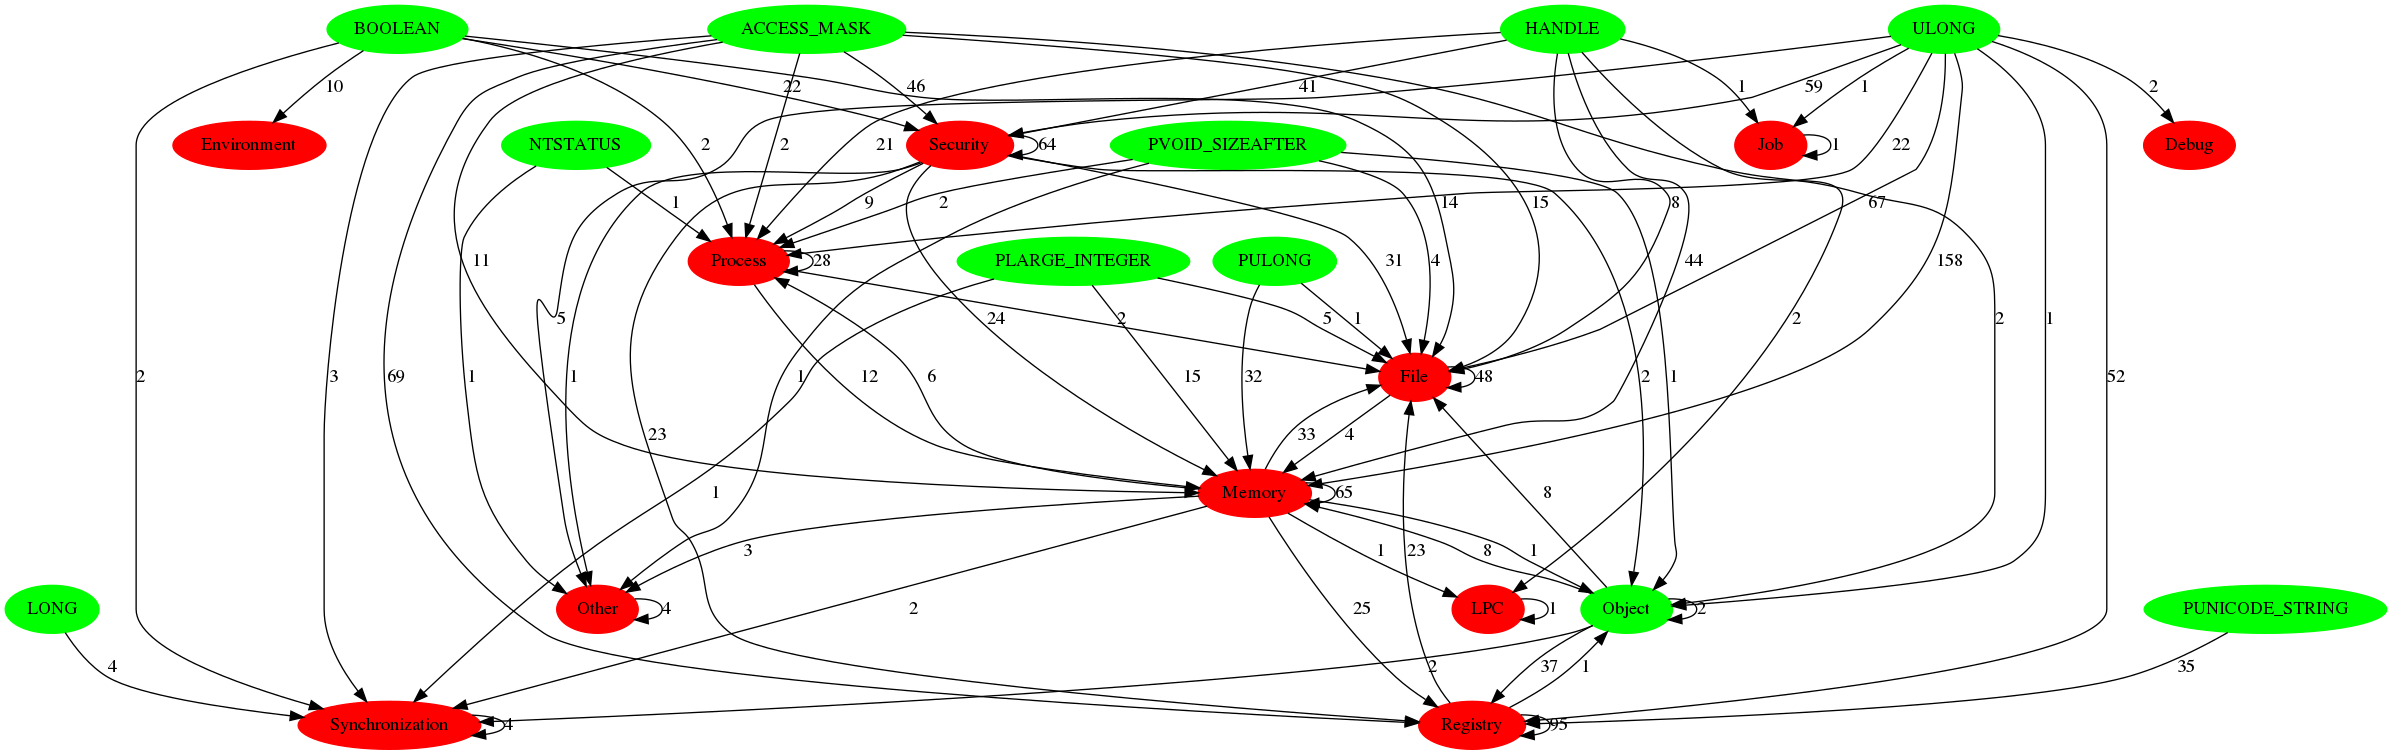 BOOLEAN ACCESS_MASK HANDLE ULONG
10 22 46 41 1 59 1 2
Environment NTSTATUS Security 64 PVOID_SIZEAFTER Job 1 Debug
2 2 21 22
1 9 2 14 15 8 67
Process 28 PLARGE_INTEGER PULONG
11 31 4 44 158
5 24 2 5 1 2 2 1
2 3 69 1 1 12 6 1 15 32 File 48 2 1 52
23 33 4
1 Memory 65 8
3 23 1 8 1
LONG Other 4 2 25 LPC 1 Object 2 PUNICODE_STRING
4 2 37 1 35
Synchronization 4 Registry 95